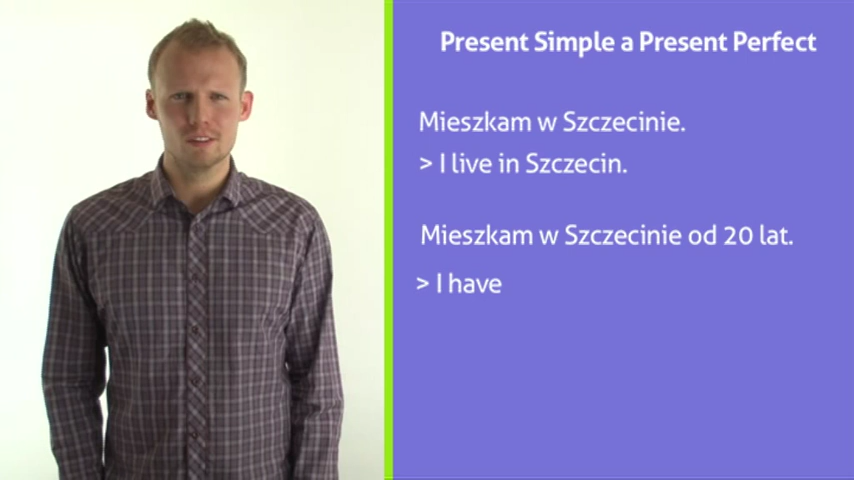 Present Simple a Present Perfect
Mieszkam w Szczecinie.
> I live in Szczecin.
Mieszkam w Szczecinie od 20 lat.
> I have